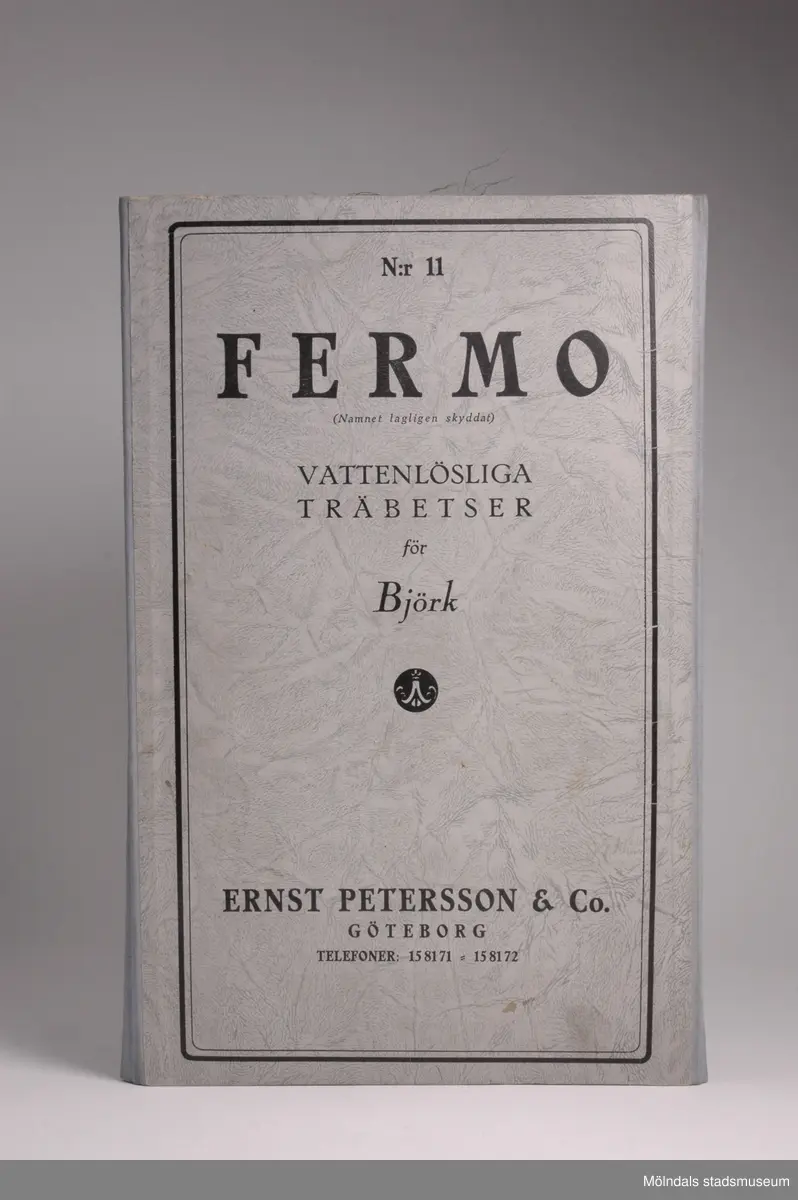 N:r 11
FERMO
(Namnet lagligen skyddat)
VATTENLÖSLIGA
TRÄBETSER
för
Björk
ERNST PETERSSON & Co.
GÖTEBORG
TELEFONER: 158171 = 158172
Mölndals stadsmuseum